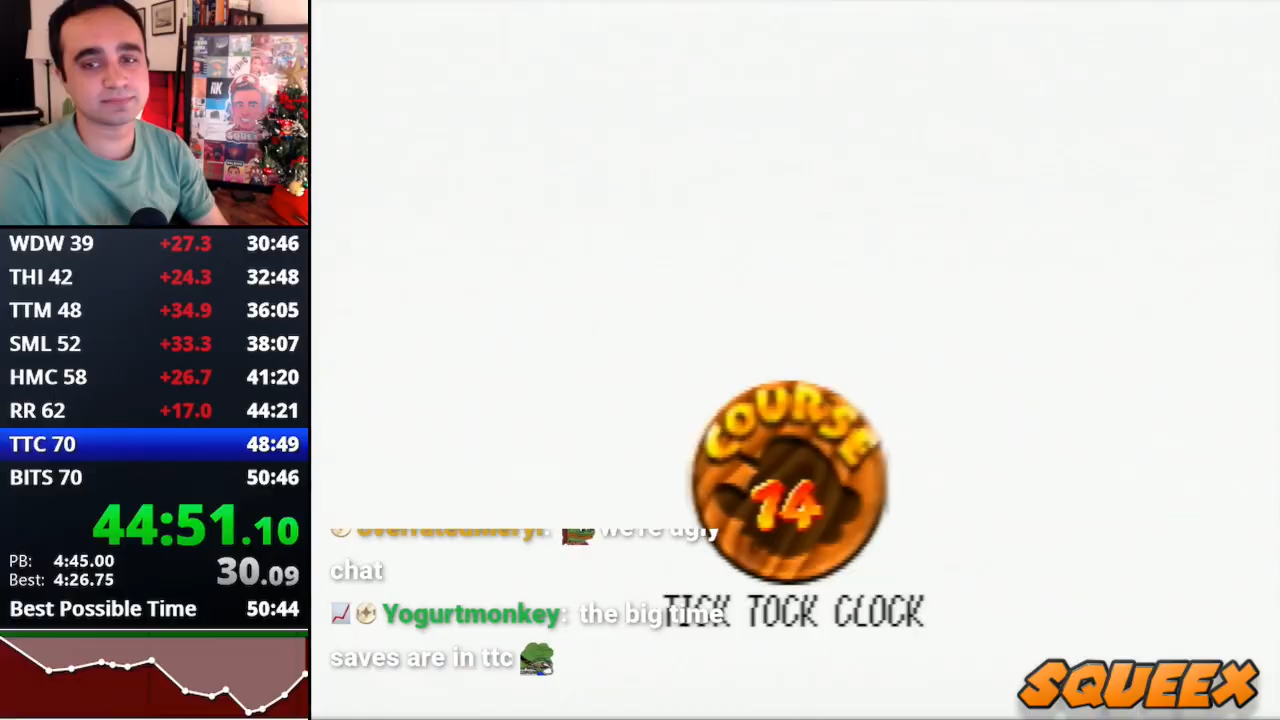 RK
SQUEEX
WDW 39 +27.3 30:46
THI 42 +24.3 32:48
TTM 48 +34.9 36:05
SML 52 +33.3 38:07
HMC 58 +26.7 41:20
RR 62 +17.0 44:21
TTC 70 48:49
BITS 70 50:46
44:51.10
PB: 4:45.00
Best: 4:26.75
30.09
Best Possible Time 50:44
COURSE
14
TICK TOCK CLOCK
we're ugly
chat
Yogurtmonkey: the big time
saves are in ttc
SQUEEX